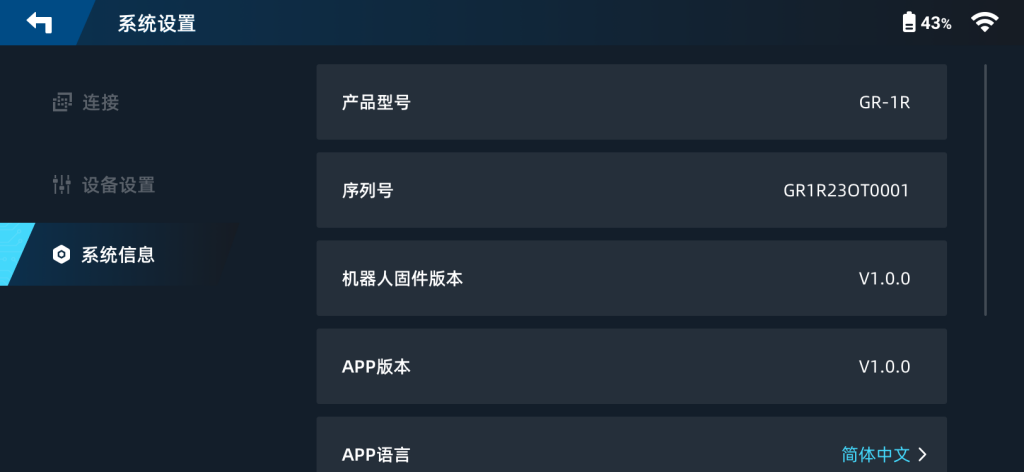 系统设置
43%
连接
设备设置
系统信息
产品型号
GR-1R
序列号
GR1R23OT0001
机器人固件版本
V1.0.0
APP版本
V1.0.0
APP语言
简体中文